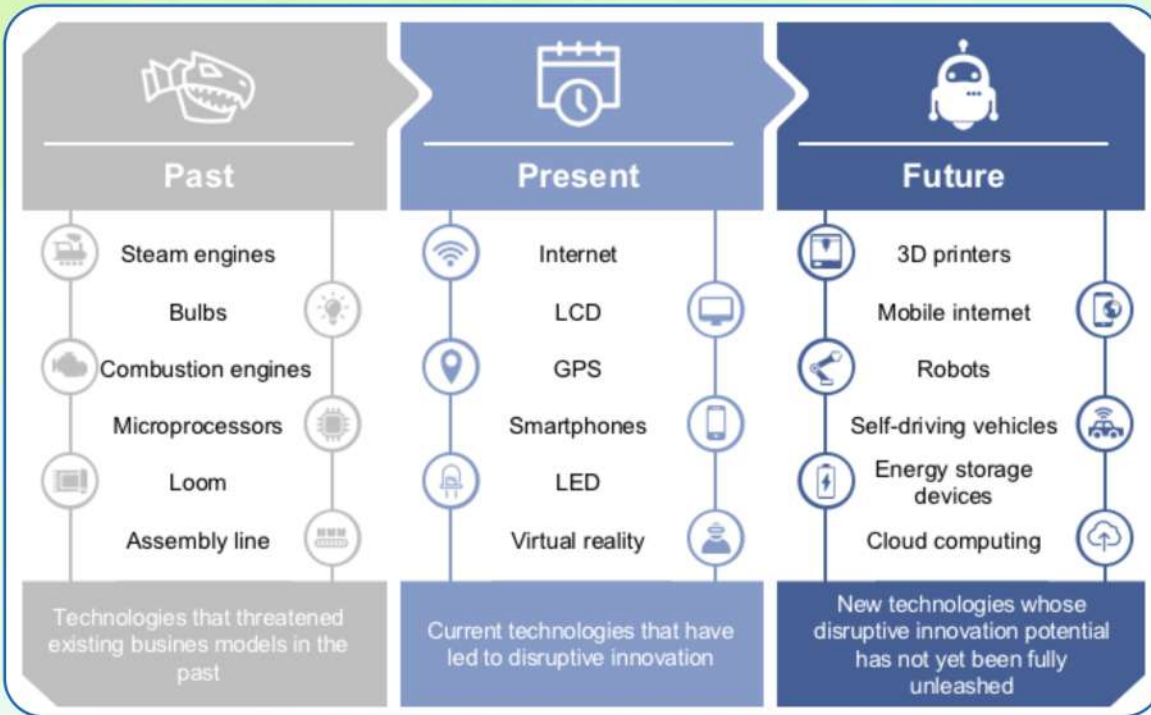 Past
Steam engines
Bulbs
Combustion engines
Microprocessors
Loom
Assembly line
Technologies that threatened
existing busines models in the
past
Present
Internet
LCD
GPS
Smartphones
LED
Virtual reality
Current technologies that have
led to disruptive innovation
Future
3D printers
Mobile internet
Robots
Self-driving vehicles
Energy storage
devices
Cloud computing
New technologies whose
disruptive innovation potential
has not yet been fully
unleashed